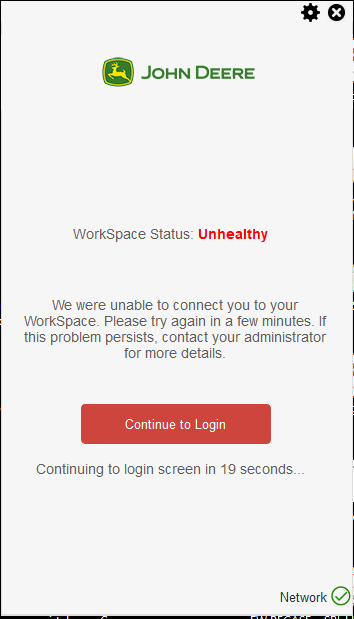 JOHN DEERE
WorkSpace Status: Unhealthy
We were unable to connect you to your
WorkSpace. Please try again in a few minutes. If
this problem persists, contact your administrator
for more details.
Continue to Login
Continuing to login screen in 19 seconds...
Network